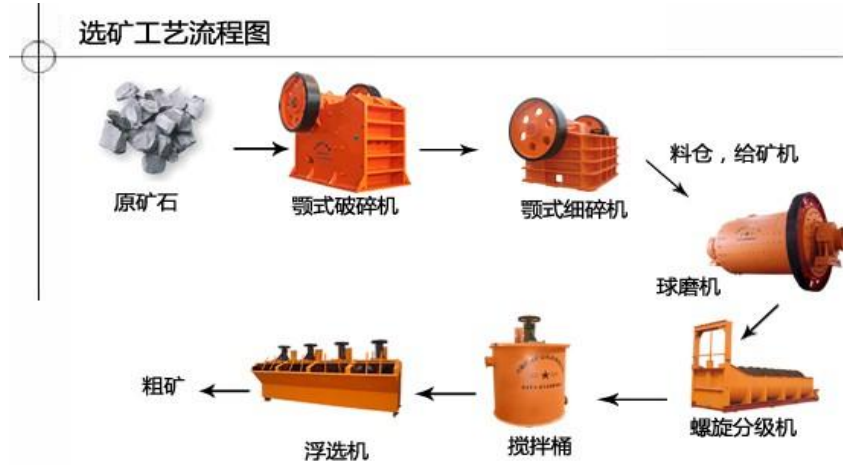 选矿工艺流程图
原矿石
颚式破碎机
颚式细碎机
料仓，给矿机
球磨机
螺旋分级机
搅拌桶
浮选机
粗矿